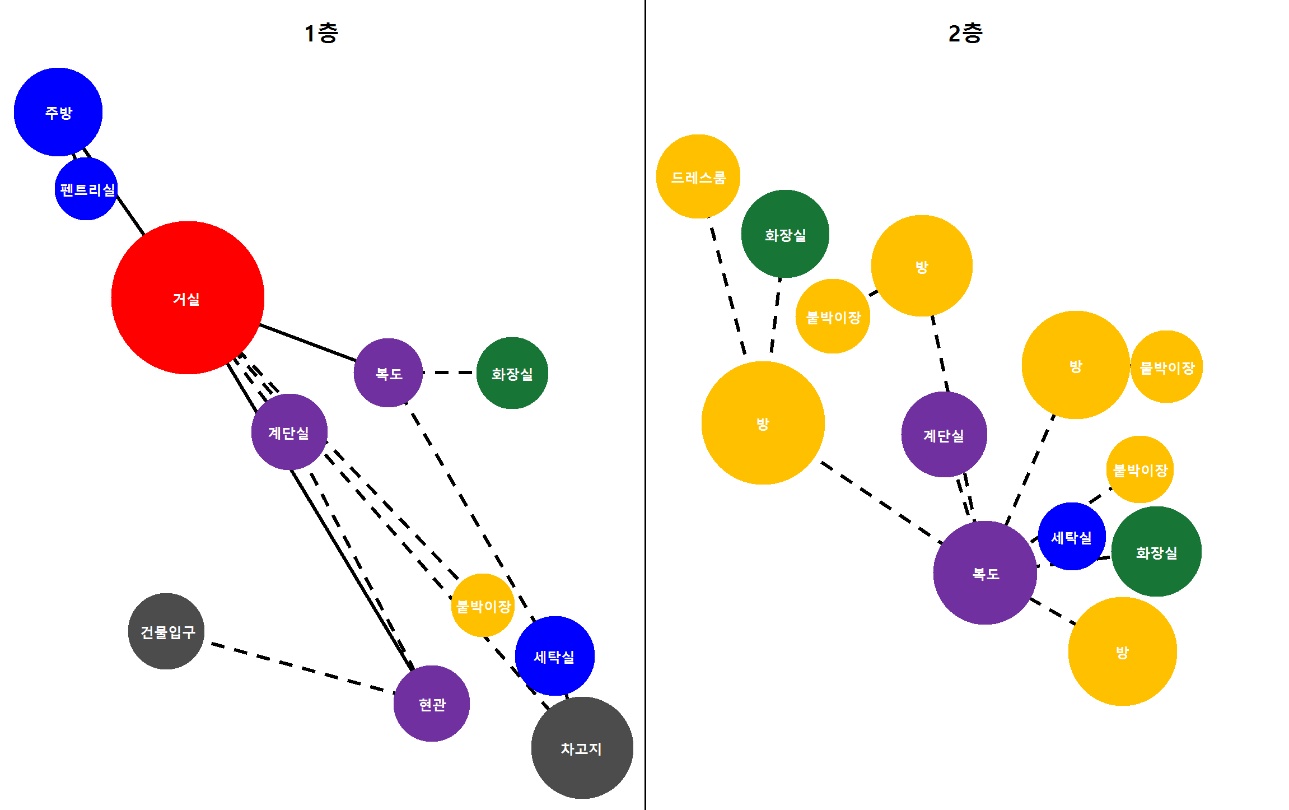 1층
주방
펜트리실
거실
복도
화장실
계단실
붙박이장
건물입구
세탁실
현관
차고지
2층
드레스룸
화장실
방
붙박이장
방
붙박이장
방
계단실
붙박이장
세탁실
화장실
복도
방